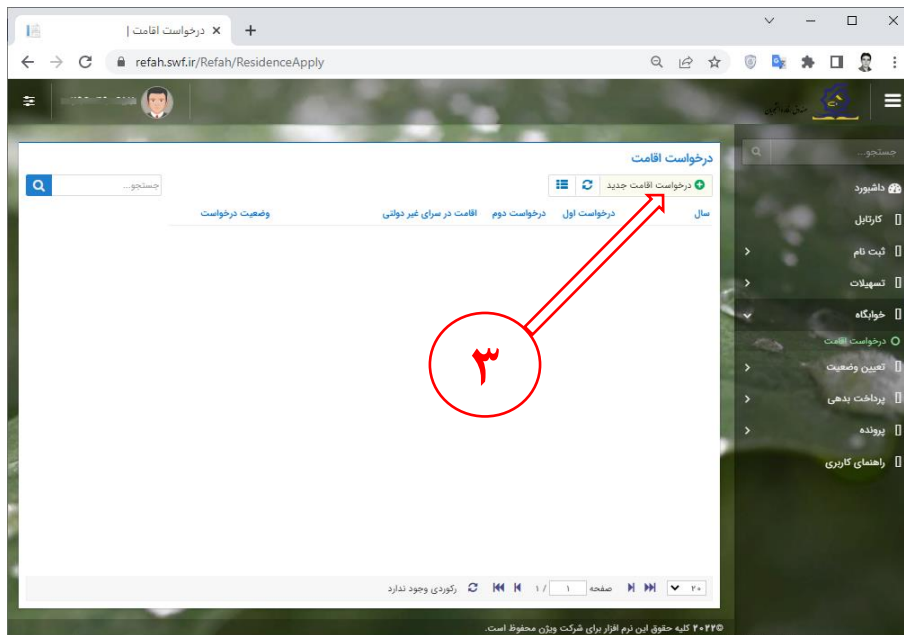 درخواست اقامت |
refah.swf.ir/Refah/ResidenceApply
جستجو...
داشبورد
کارتابل
ثبت نام
تسهیلات
خوابگاه
درخواست اقامت
تعیین وضعیت
پرداخت بدهی
پرونده
راهنمای کاربری
درخواست اقامت
درخواست اقامت جدید
جستجو...
سال درخواست اول درخواست دوم اقامت در سرای غیر دولتی وضعیت درخواست
۳
۲۰ صفحه ۱ / ۱ رکوردی وجود ندارد
©۲۰۲۲ کلیه حقوق این نرم افزار برای شرکت ویژن محفوظ است.